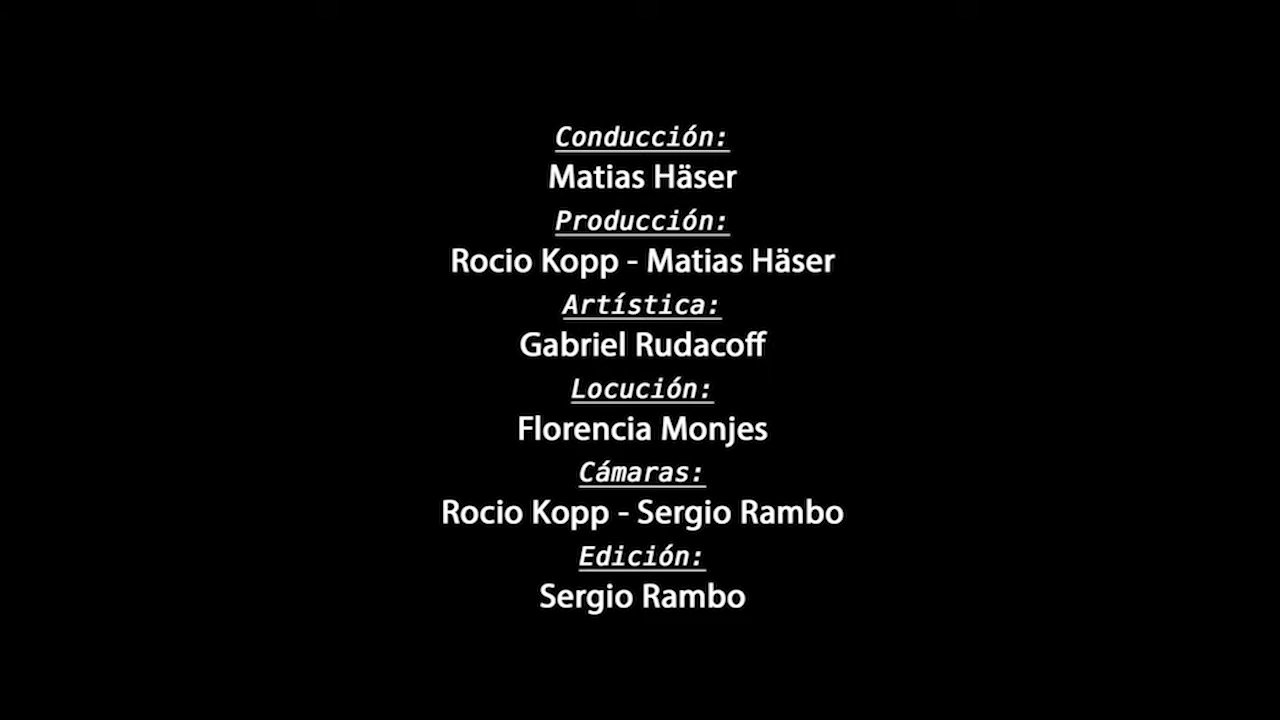 Conducción:
Matias Häser
Producción:
Rocio Kopp - Matias Häser
Artística:
Gabriel Rudacoff
Locución:
Florencia Monjes
Cámaras:
Rocio Kopp - Sergio Rambo
Edición:
Sergio Rambo